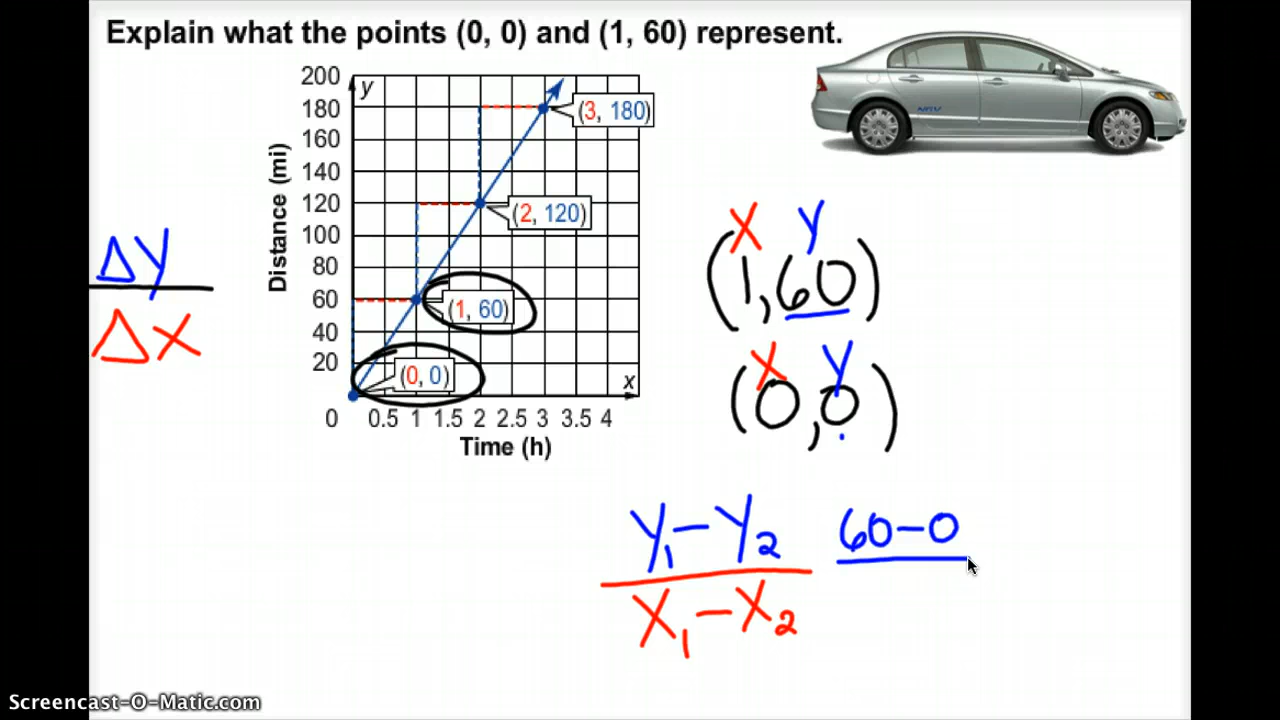 Explain what the points (0, 0) and (1, 60) represent.
y
200
180
160
140
120
100
80
60
40
20
0
Distance (mi)
(3, 180)
(2, 120)
(1, 60)
(0, 0)
x
0.5 1 1.5 2 2.5 3 3.5 4
Time (h)
Δy
Δx
x y
(1, 60)
x y
(0, 0)
y1 - y2
x1 - x2
60 - 0
Screencast-O-Matic.com